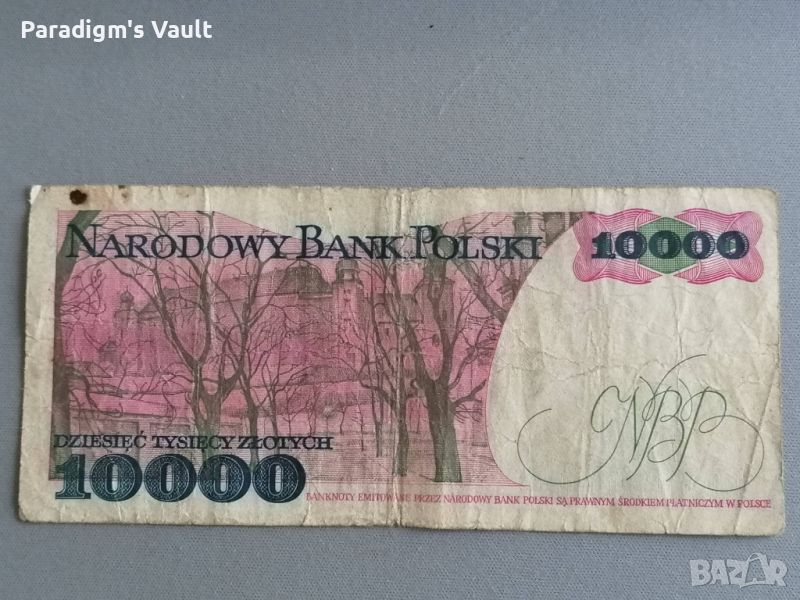 Paradigm's Vault
NARODOWY BANK POLSKI
10000
NBP
DZIESIĘĆ TYSIĘCY ZŁOTYCH
10000
BANKNOTY EMITOWANE PRZEZ NARODOWY BANK POLSKI SĄ PRAWNYM ŚRODKIEM PŁATNICZYM W POLSCE
BAZAR